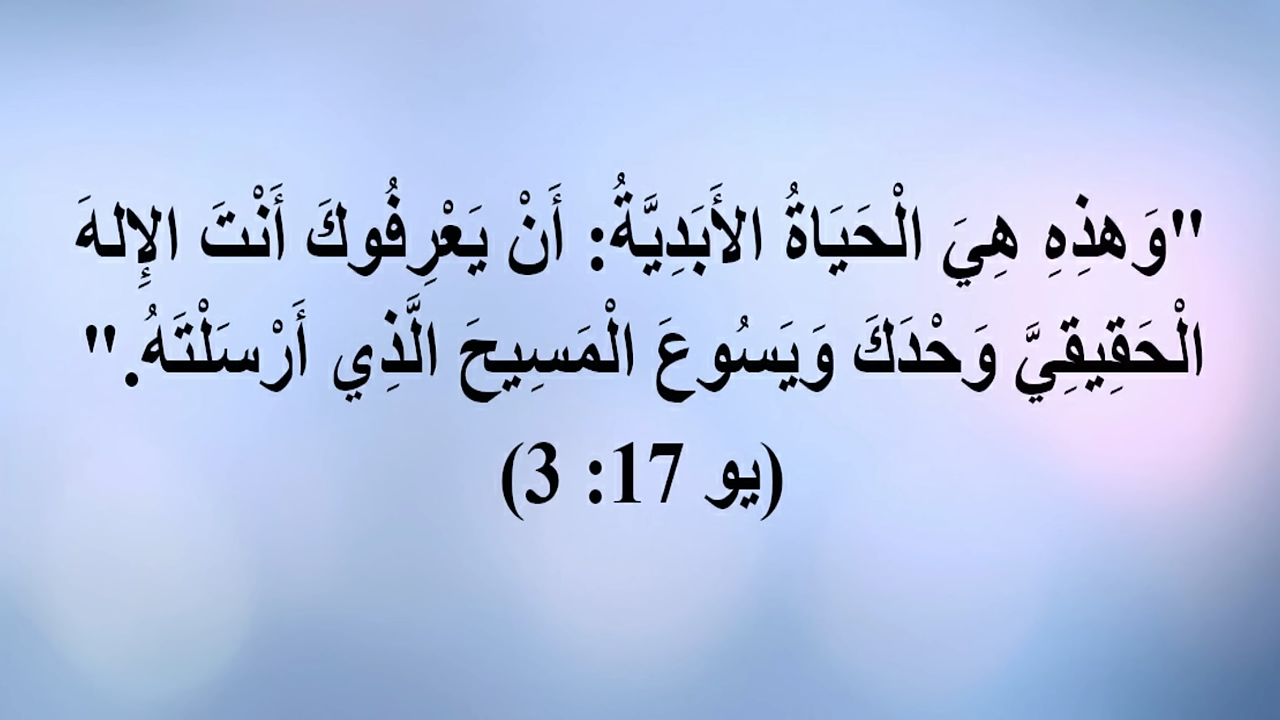 "وَهذِهِ هِيَ الْحَيَاةُ الأَبَدِيَّةُ: أَنْ يَعْرِفُوكَ أَنْتَ الإِلهَ
الْحَقِيقِيَّ وَحْدَكَ وَيَسُوعَ الْمَسِيحَ الَّذِي أَرْسَلْتَهُ."
(يو 17: 3)